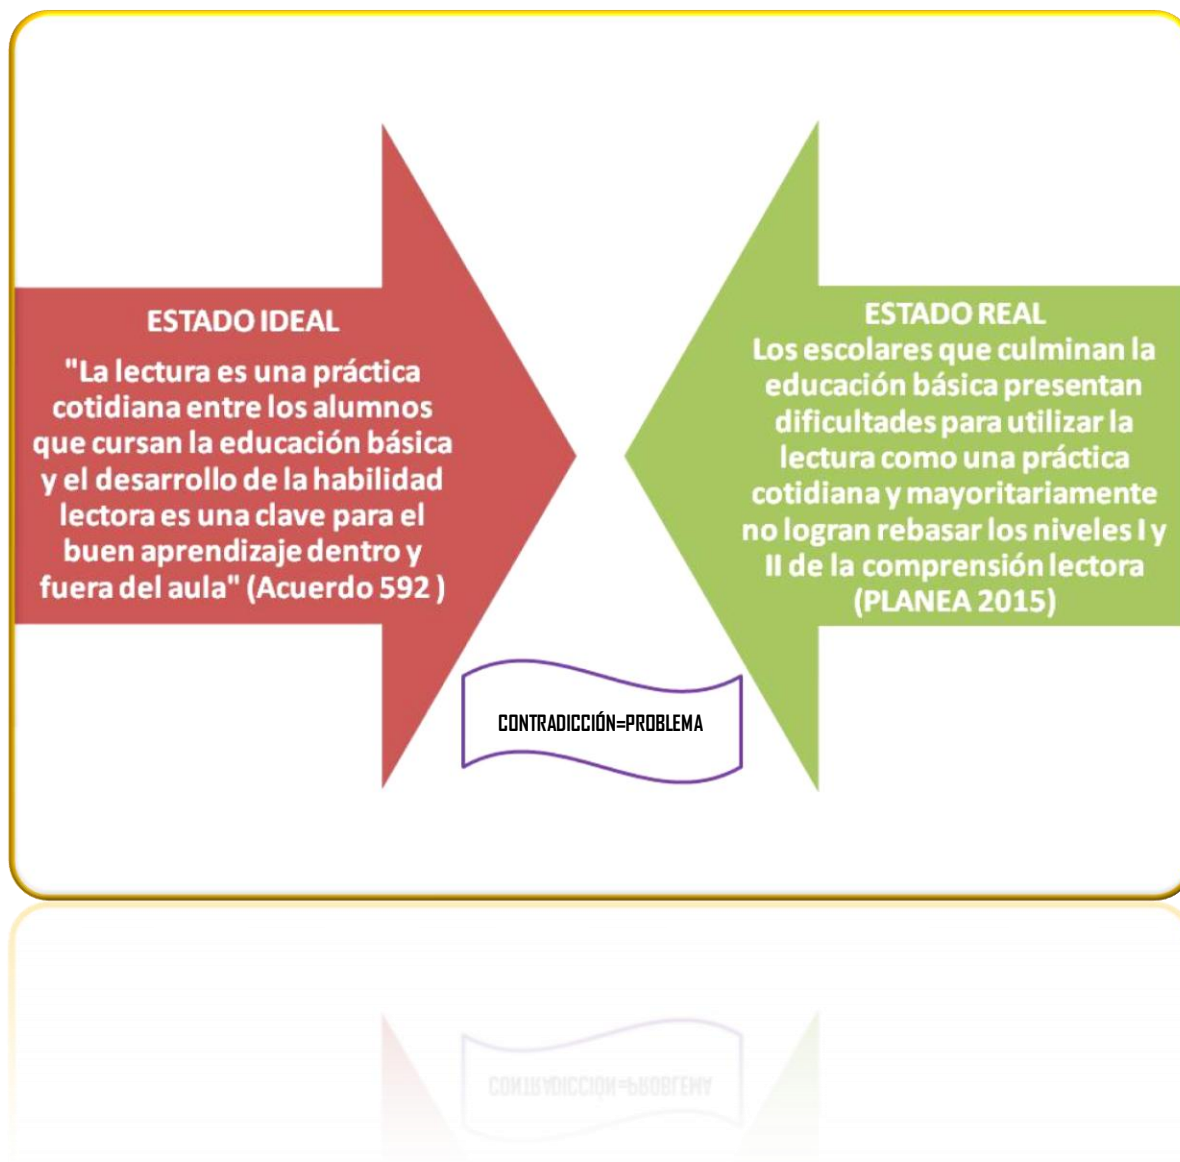 ESTADO IDEAL
"La lectura es una práctica
cotidiana entre los alumnos
que cursan la educación básica
y el desarrollo de la habilidad
lectora es una clave para el
buen aprendizaje dentro y
fuera del aula" (Acuerdo 592 )
ESTADO REAL
Los escolares que culminan la
educación básica presentan
dificultades para utilizar la
lectura como una práctica
cotidiana y mayoritariamente
no logran rebasar los niveles I y
II de la comprensión lectora
(PLANEA 2015)
CONTRADICCIÓN=PROBLEMA